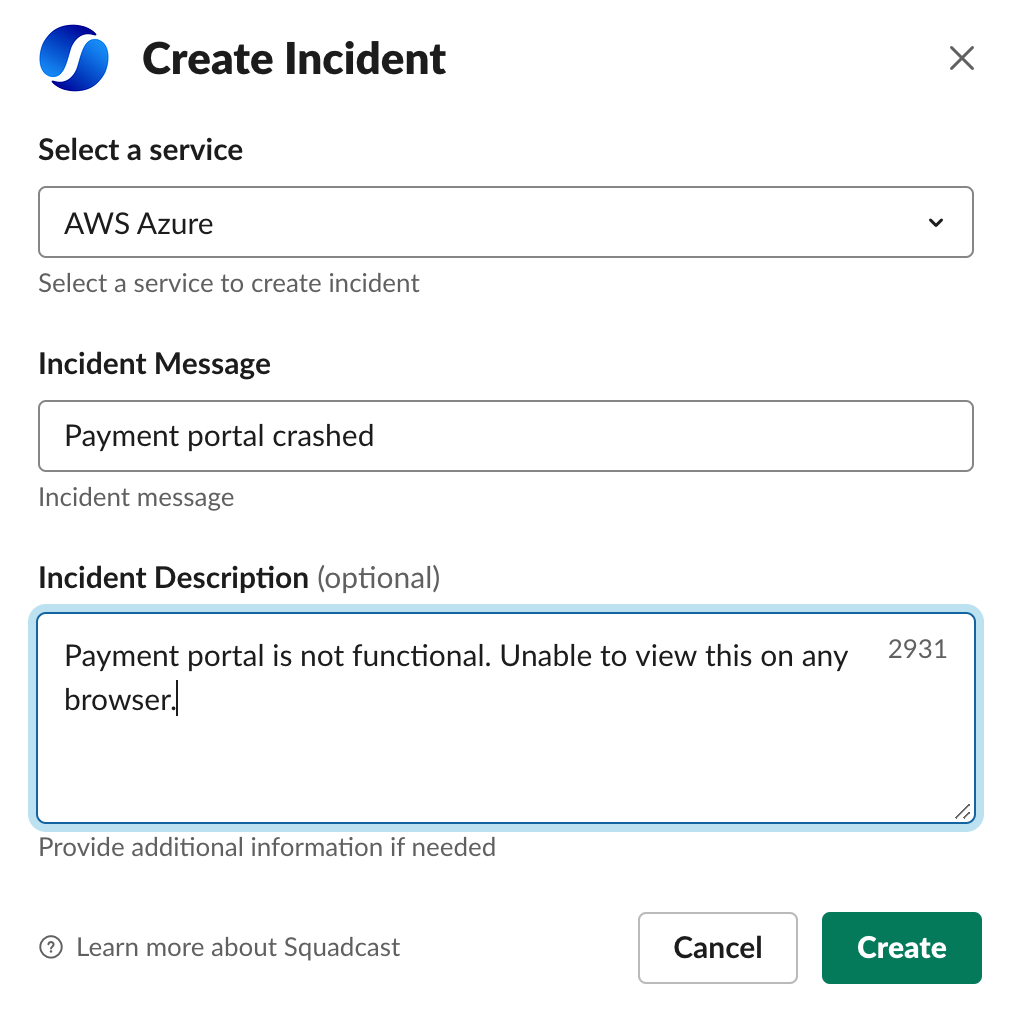 Create Incident
Select a service
AWS Azure
Select a service to create incident
Incident Message
Payment portal crashed
Incident message
Incident Description (optional)
Payment portal is not functional. Unable to view this on any
2931
browser.
Provide additional information if needed
Learn more about Squadcast
Cancel
Create